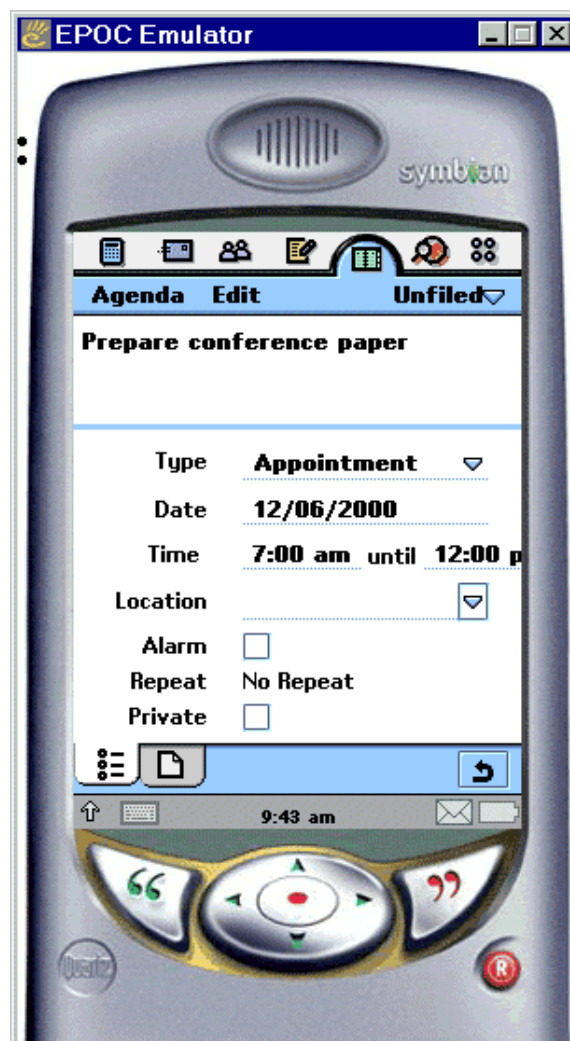 EPOC Emulator
symbian
Agenda Edit Unfiled
Prepare conference paper
Type Appointment
Date 12/06/2000
Time 7:00 am until 12:00 p
Location
Alarm
Repeat No Repeat
Private
9:43 am
Quartz
R